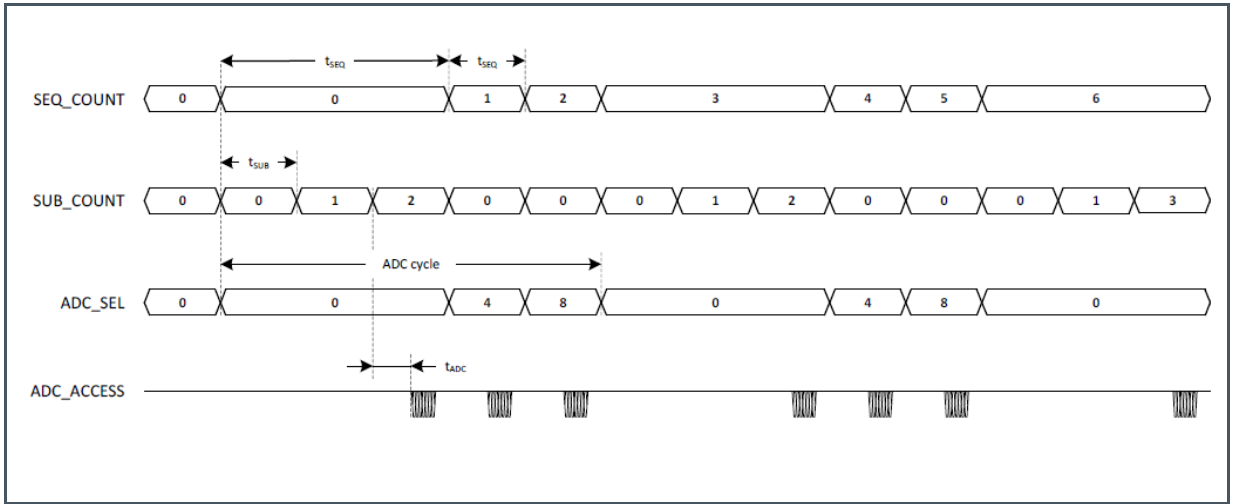 tSEQ tSEQ
SEQ_COUNT 0 0 1 2 3 4 5 6
tSUB
SUB_COUNT 0 0 1 2 0 0 0 1 2 0 0 0 1 3
ADC cycle
ADC_SEL 0 0 4 8 0 4 8 0
tADC
ADC_ACCESS